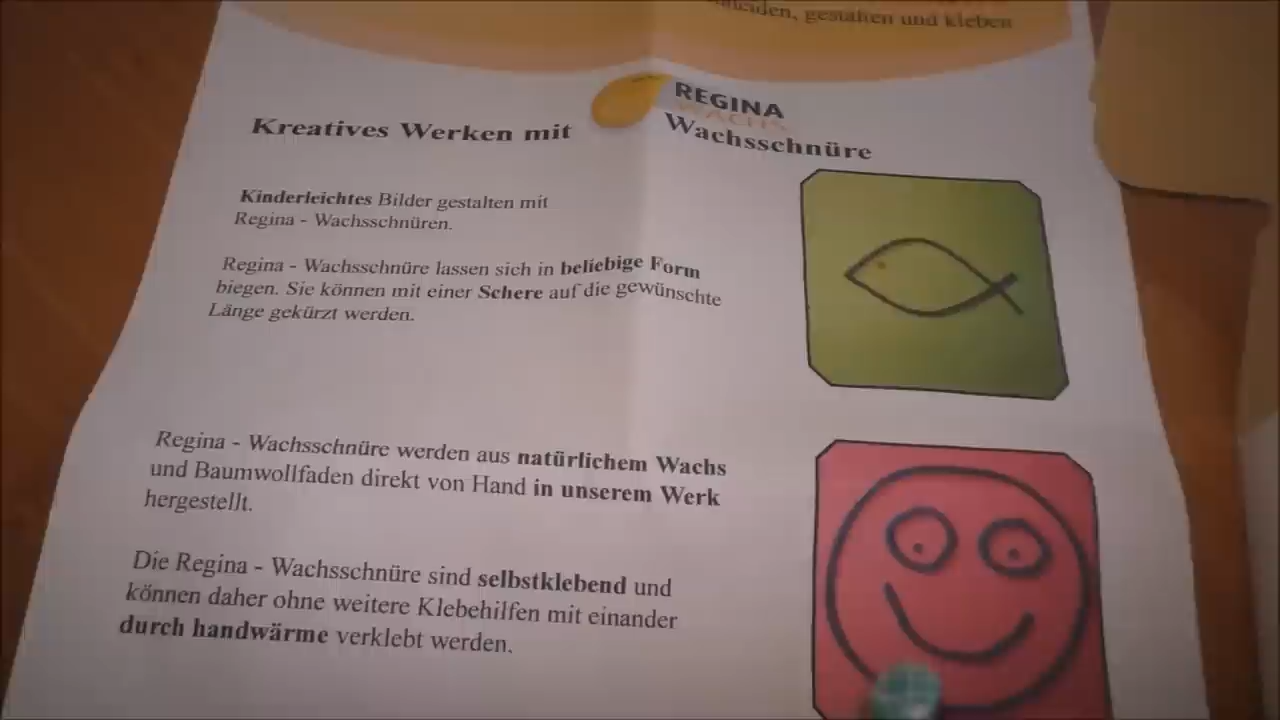 gestalten und kleben
REGINA
WACHS
Kreatives Werken mit Wachsschnüre
Kinderleichtes Bilder gestalten mit
Regina - Wachsschnüren.
Regina - Wachsschnüre lassen sich in beliebige Form
biegen. Sie können mit einer Schere auf die gewünschte
Länge gekürzt werden.
Regina - Wachsschnüre werden aus natürlichem Wachs
und Baumwollfaden direkt von Hand in unserem Werk
hergestellt.
Die Regina - Wachsschnüre sind selbstklebend und
können daher ohne weitere Klebehilfen mit einander
durch handwärme verklebt werden.